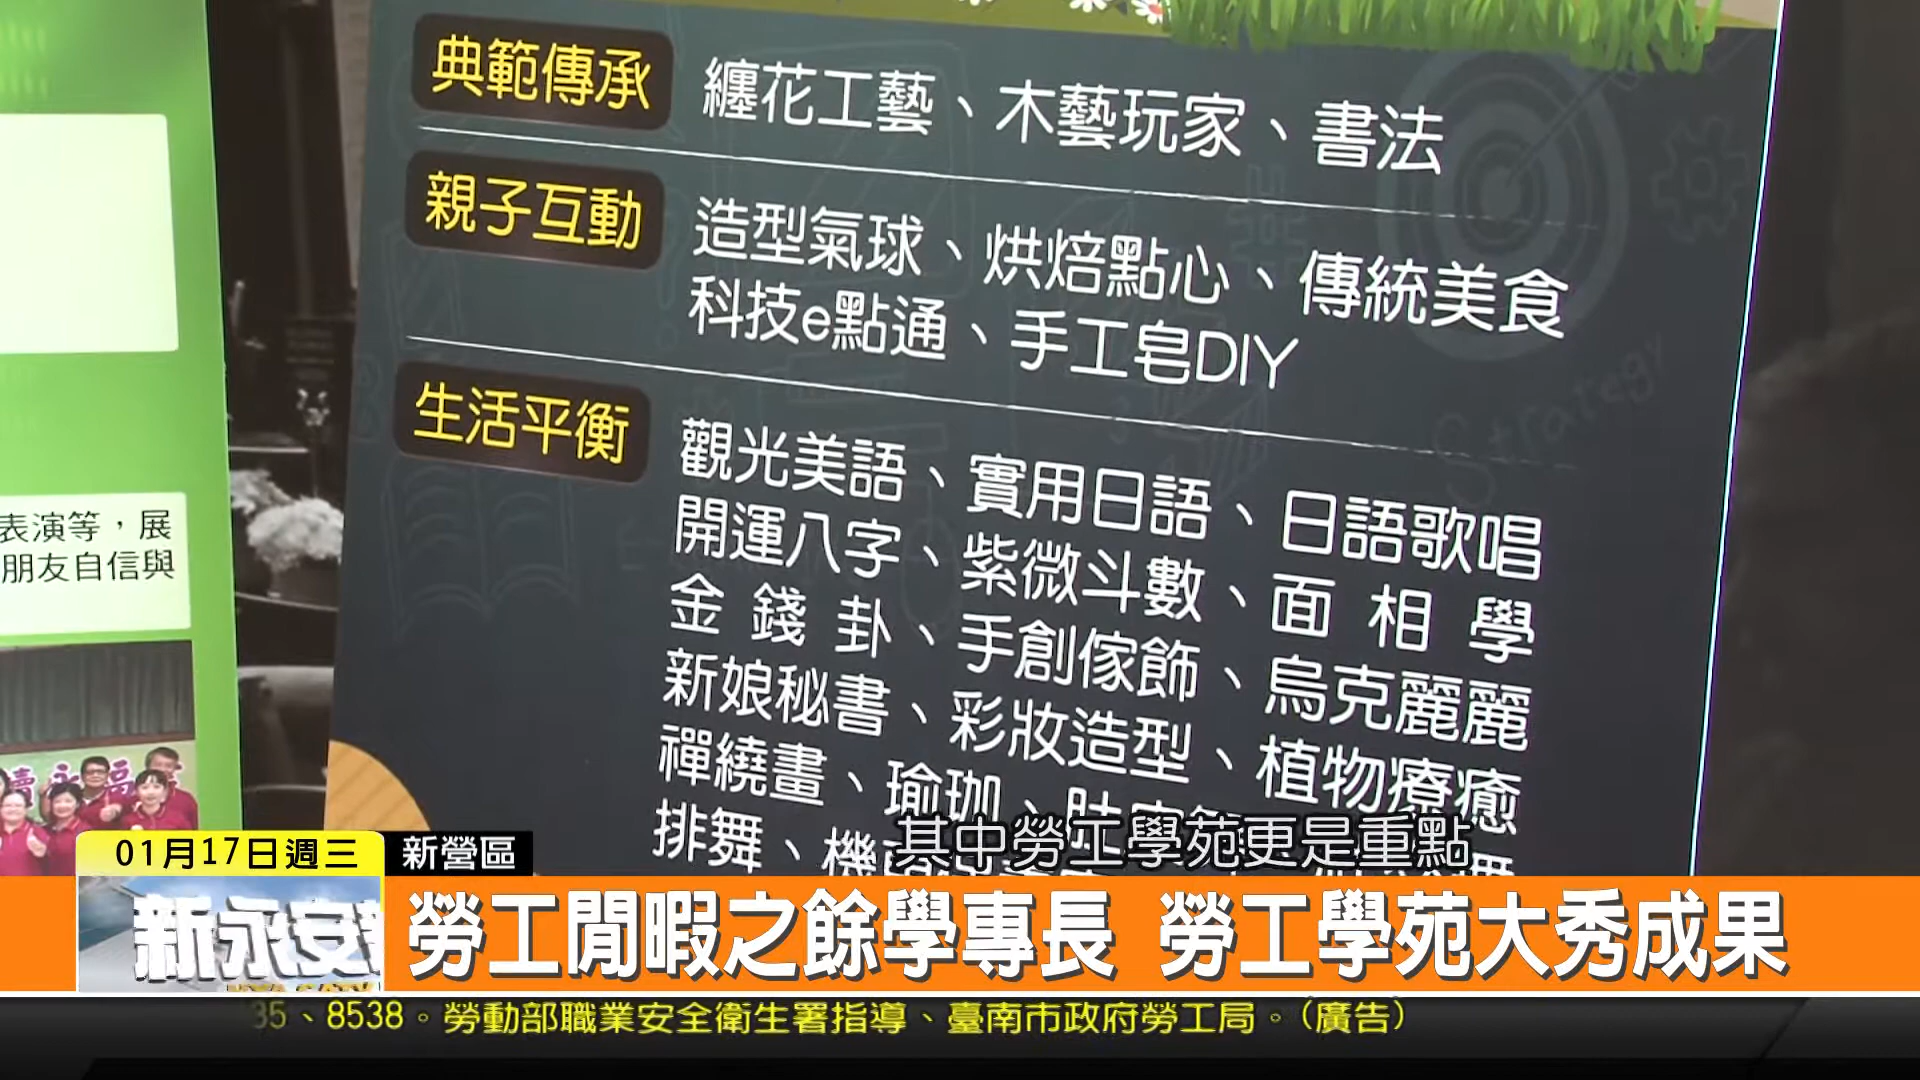 典範傳承
纏花工藝、木藝玩家、書法
親子互動
造型氣球、烘焙點心、傳統美食
科技e點通、手工皂DIY
生活平衡
觀光美語、實用日語、日語歌唱
開運八字、紫微斗數、面相學
金錢卦、手創傢飾、烏克麗麗
新娘秘書、彩妝造型、植物療癒
禪繞畫、瑜珈、肚
排舞、機
表演等，展
朋友自信與
其中勞工學苑更是重點
01月17日週三
新營區
新永安
勞工閒暇之餘學專長 勞工學苑大秀成果
35、8538。勞動部職業安全衛生署指導、臺南市政府勞工局。（廣告）